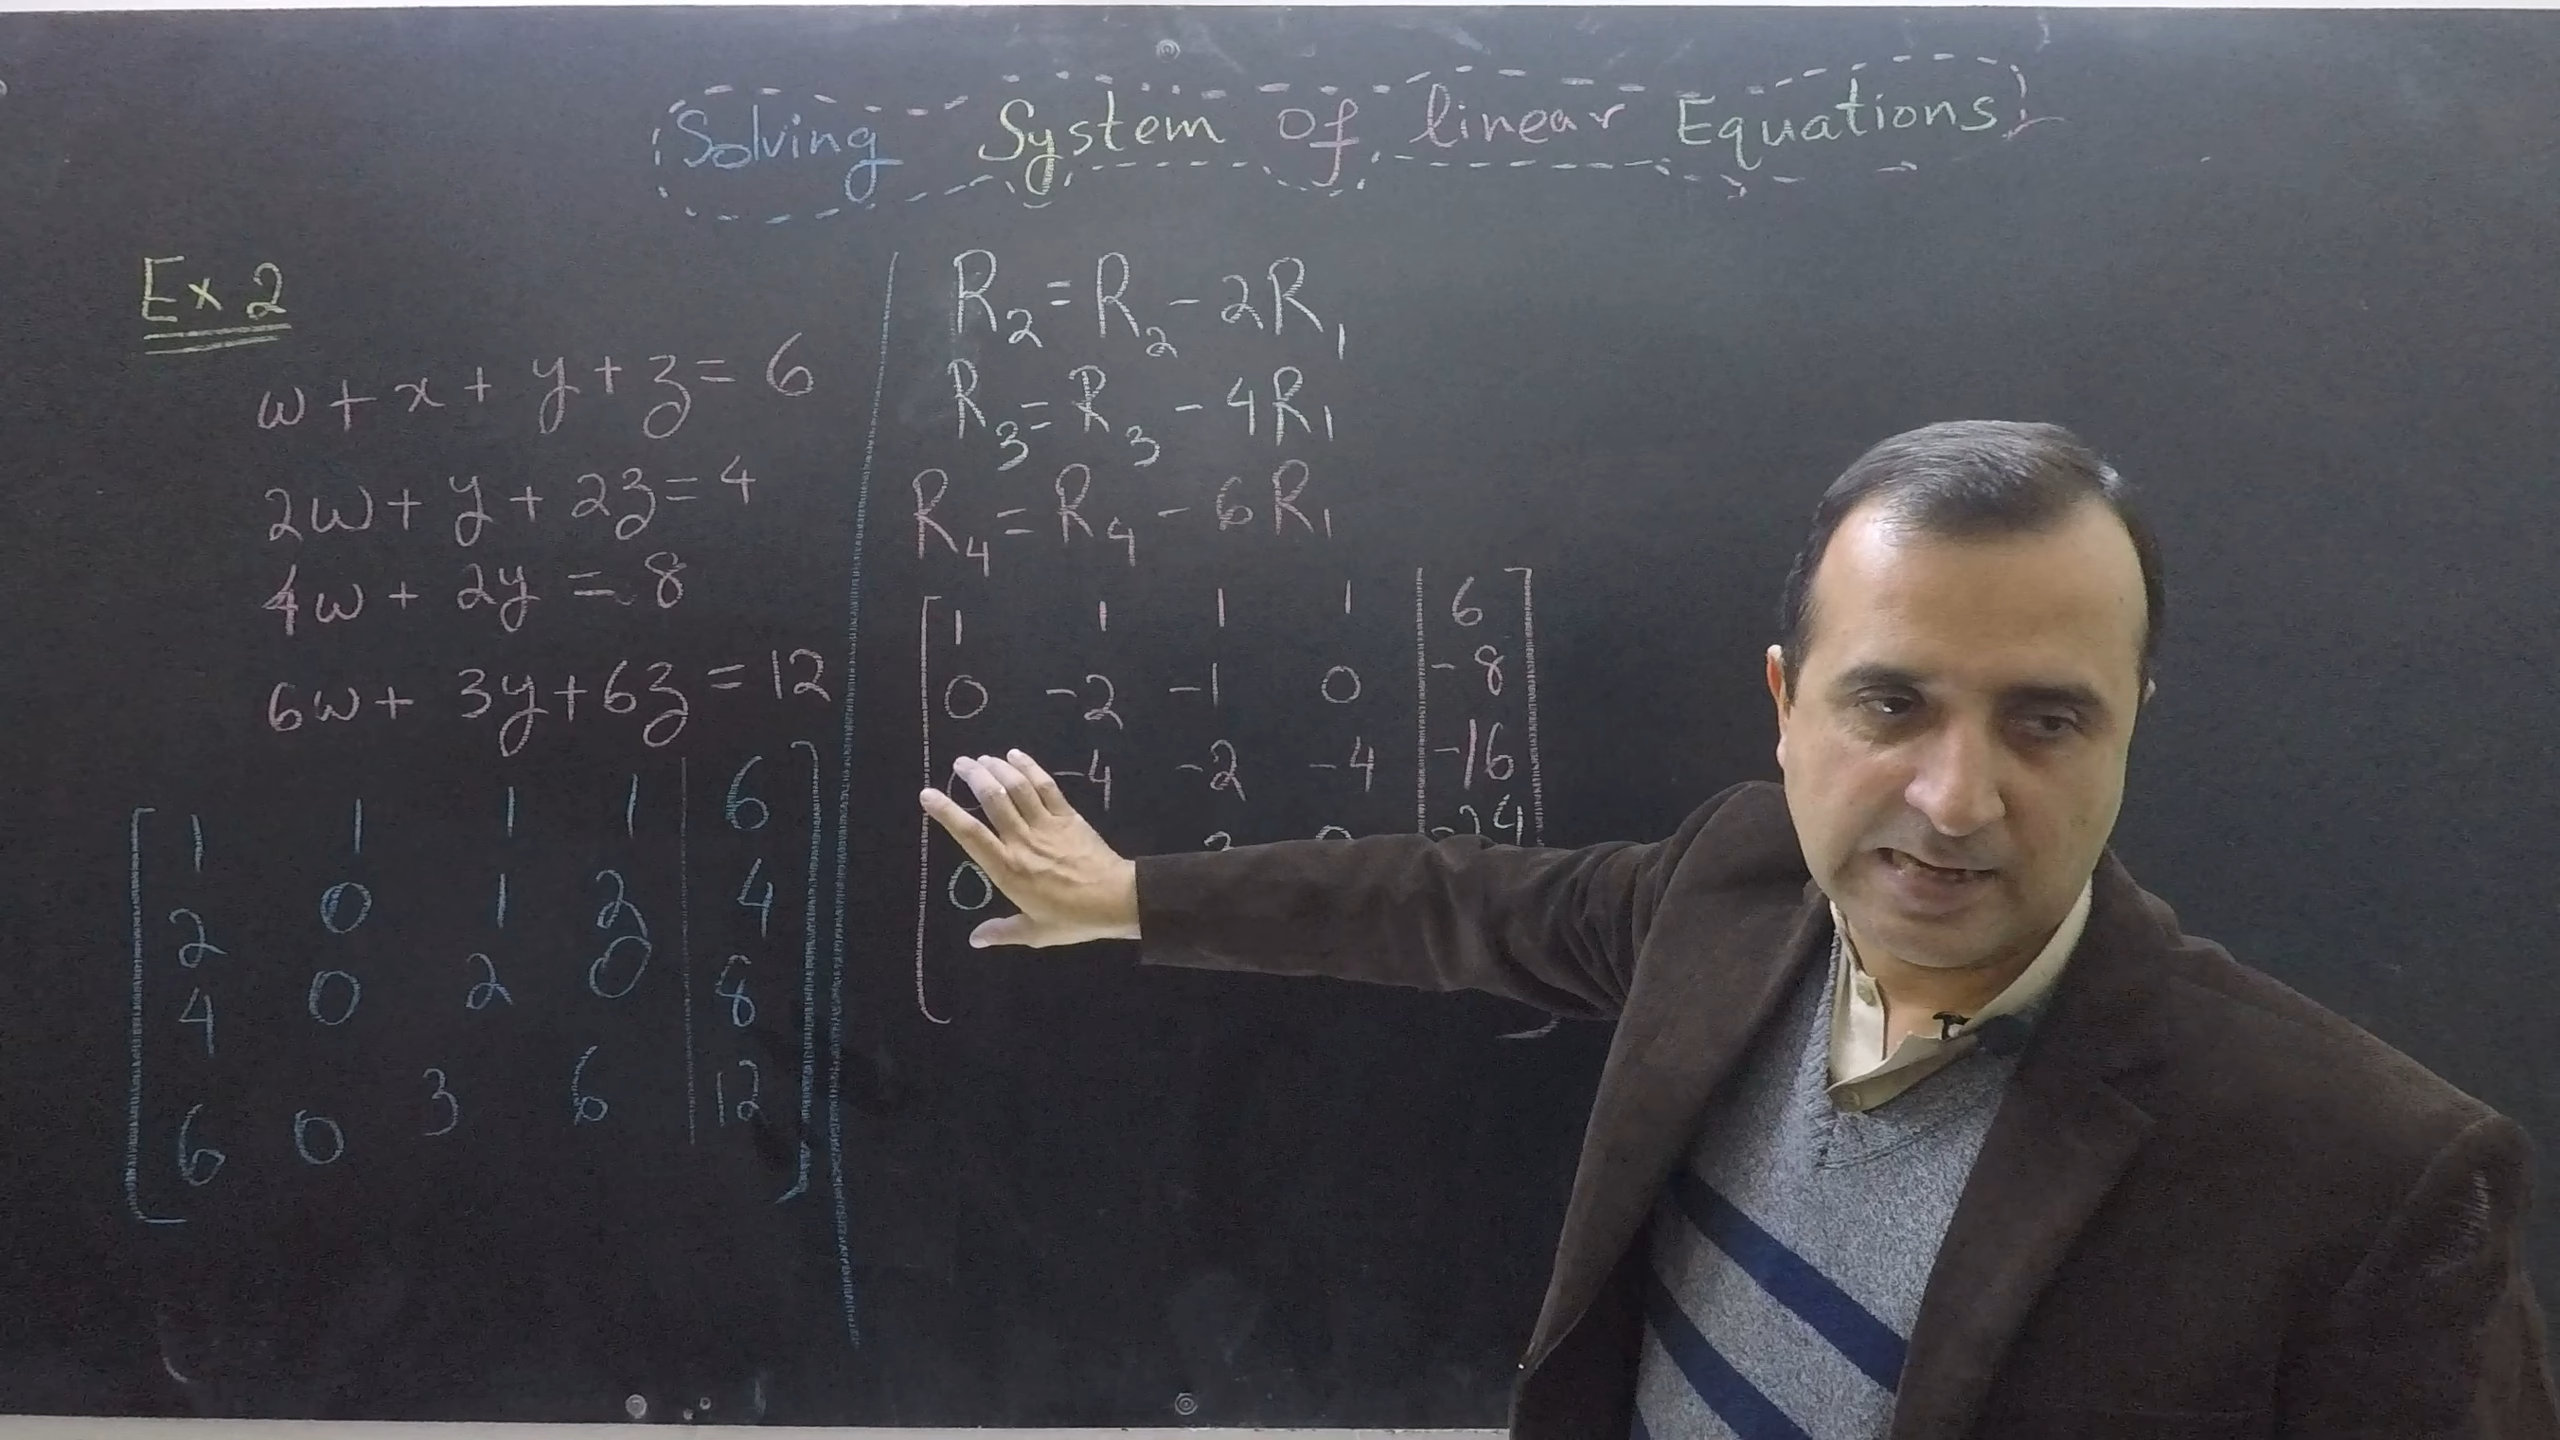 Solving System Of linear Equations
Ex 2
w + x + y + z = 6
2w + y + 2z = 4
4w + 2y = 8
6w + 3y + 6z = 12
1 1 1 1 6
2 0 1 2 4
4 0 2 0 8
6 0 3 6 12
R2 = R2 - 2R1
R3 = R3 - 4R1
R4 = R4 - 6R1
1 1 1 1 6
0 -2 -1 0 -8
-4 -2 -4 -16
0 -24